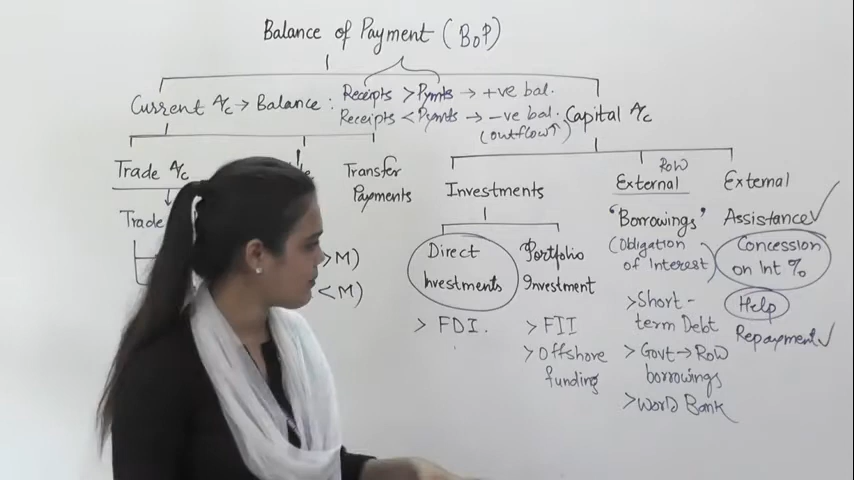 Balance of Payment (BoP)
Current A/c → Balance : Receipts > Pymts → +ve bal.
Receipts < Pymts → -ve bal.
(outflow↑)
Capital A/c
Trade A/c
Trade
> M)
< M)
Transfer
Payments
Investments
Direct
Investments
> FDI.
Portfolio
Investment
> FII
> Offshore
funding
RoW
External
"Borrowings"
(Obligation
of Interest)
> Short-
term Debt
> Govt → RoW
borrowings
> World Bank
External
Assistance ✓
Concession
on Int %
Help
Repayment ✓